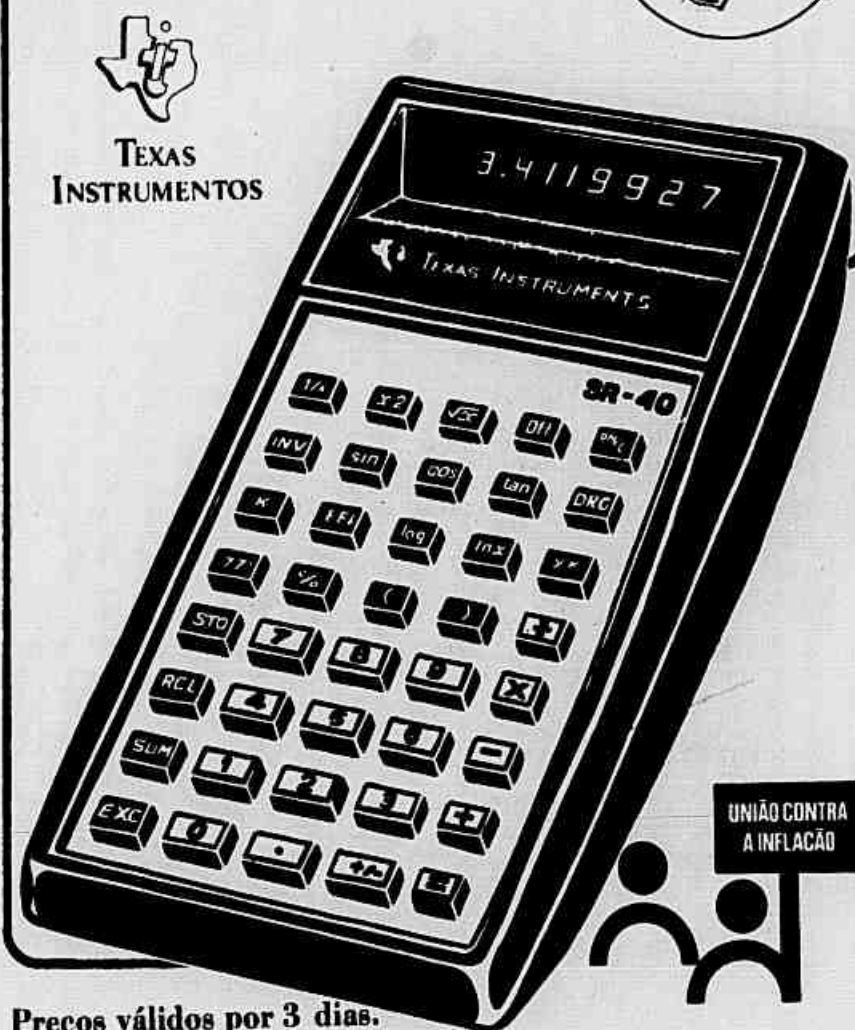 TEXAS
INSTRUMENTOS
3.4119927
TEXAS INSTRUMENTS
SR-40
1/x x2 √x Off ON/C
INV sin COS tan DRG
K EE↓ log lnx
% ( ) ÷
STO 7 8 9 X
RCL 4 5 6 -
SUM 1 2 3 +
EXC 0 . =
UNIÃO CONTRA
A INFLAÇÃO
Preços válidos por 3 dias.